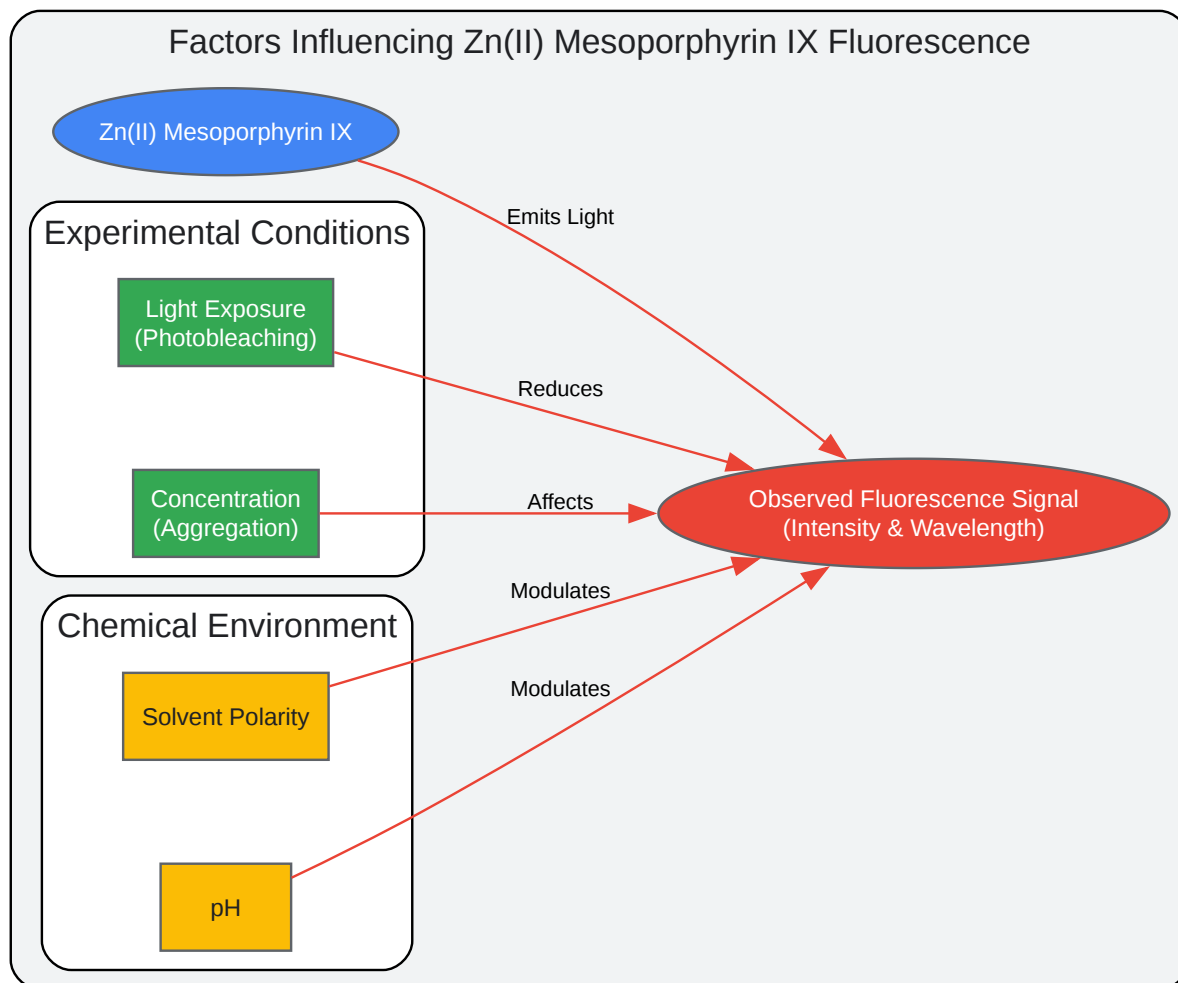 Factors Influencing Zn(II) Mesoporphyrin IX Fluorescence
Zn(II) Mesoporphyrin IX
Emits Light
Experimental Conditions
Light Exposure
(Photobleaching)
Reduces
Concentration
(Aggregation)
Affects
Observed Fluorescence Signal
(Intensity & Wavelength)
Modulates
Chemical Environment
Solvent Polarity
Modulates
pH